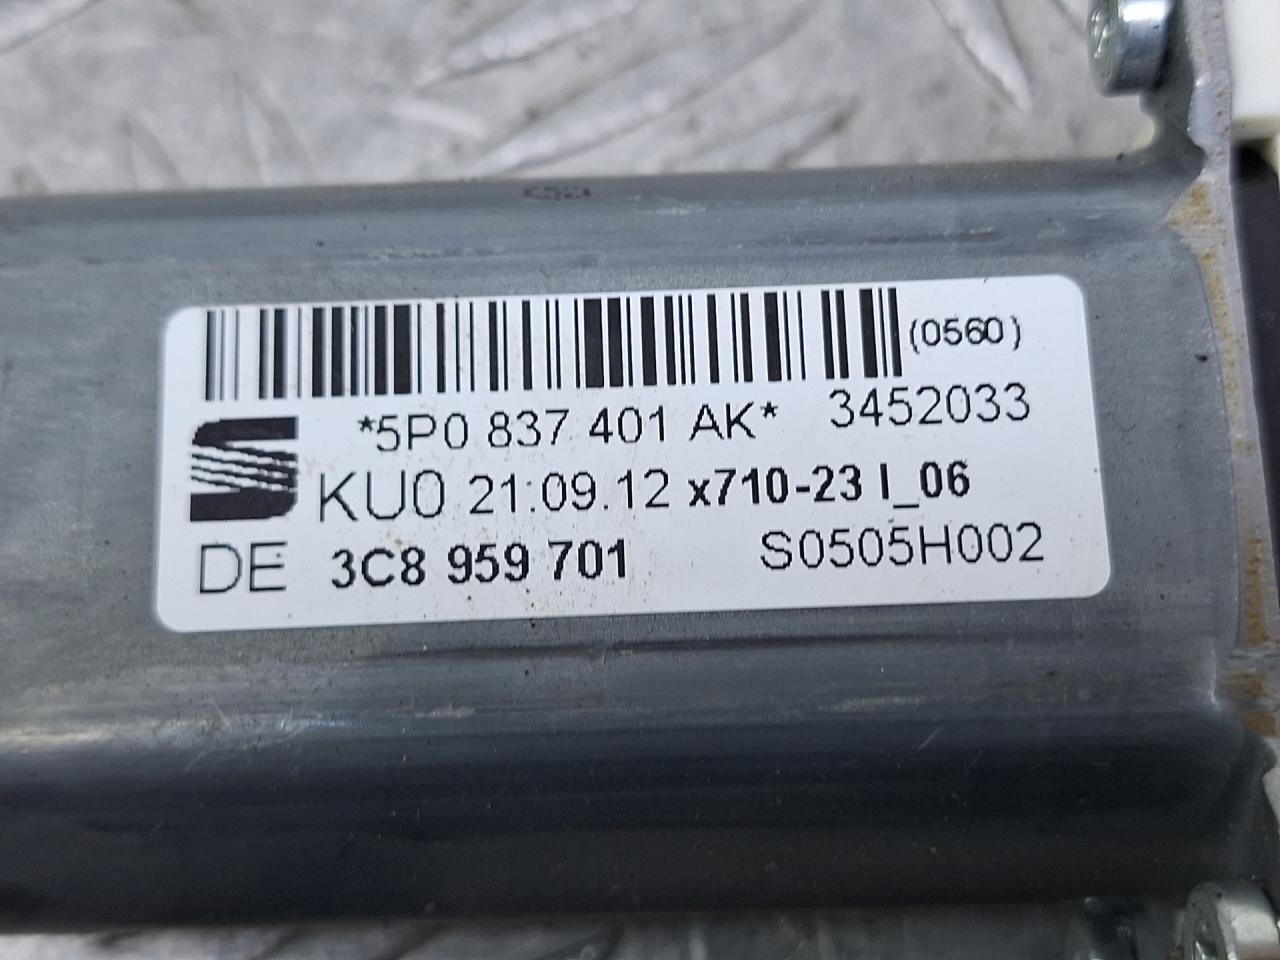 (0560)
*5P0 837 401 AK* 3452033
KU0 21.09.12 x710-23 I_06
DE 3C8 959 701 S0505H002